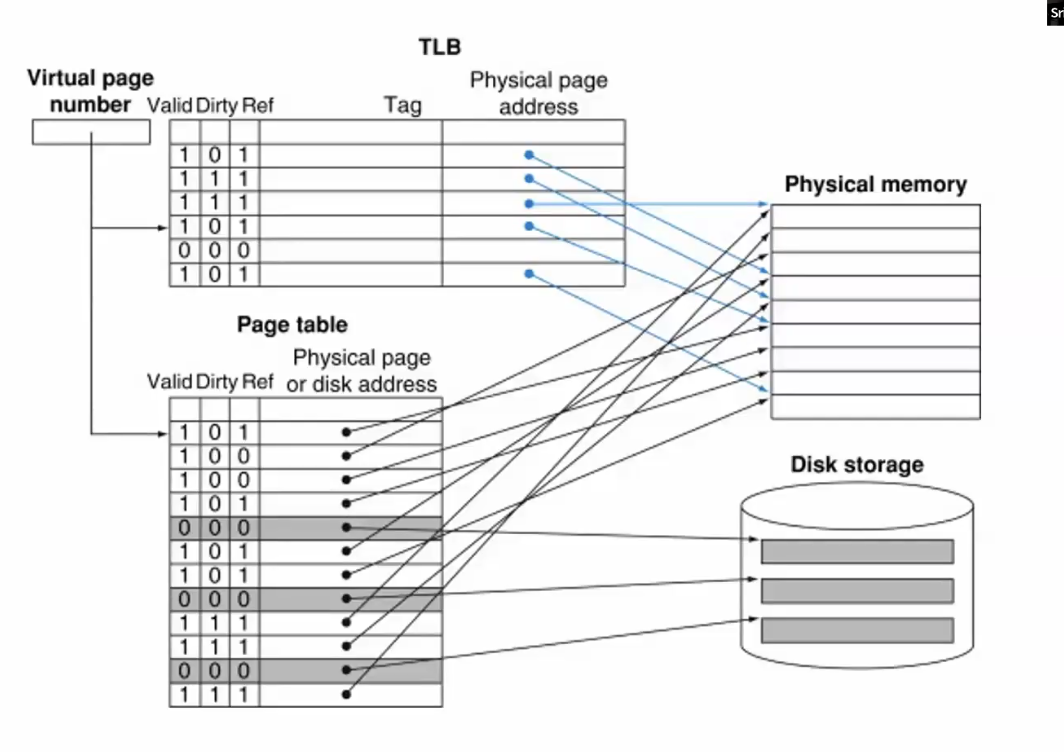 Sr
TLB
Virtual page
number
Valid Dirty Ref
Tag
Physical page
address
1 0 1
1 1 1
1 1 1
1 0 1
0 0 0
1 0 1
Physical memory
Page table
Valid Dirty Ref
Physical page
or disk address
1 0 1
1 0 0
1 0 0
1 0 1
0 0 0
1 0 1
1 0 1
0 0 0
1 1 1
1 1 1
0 0 0
1 1 1
Disk storage